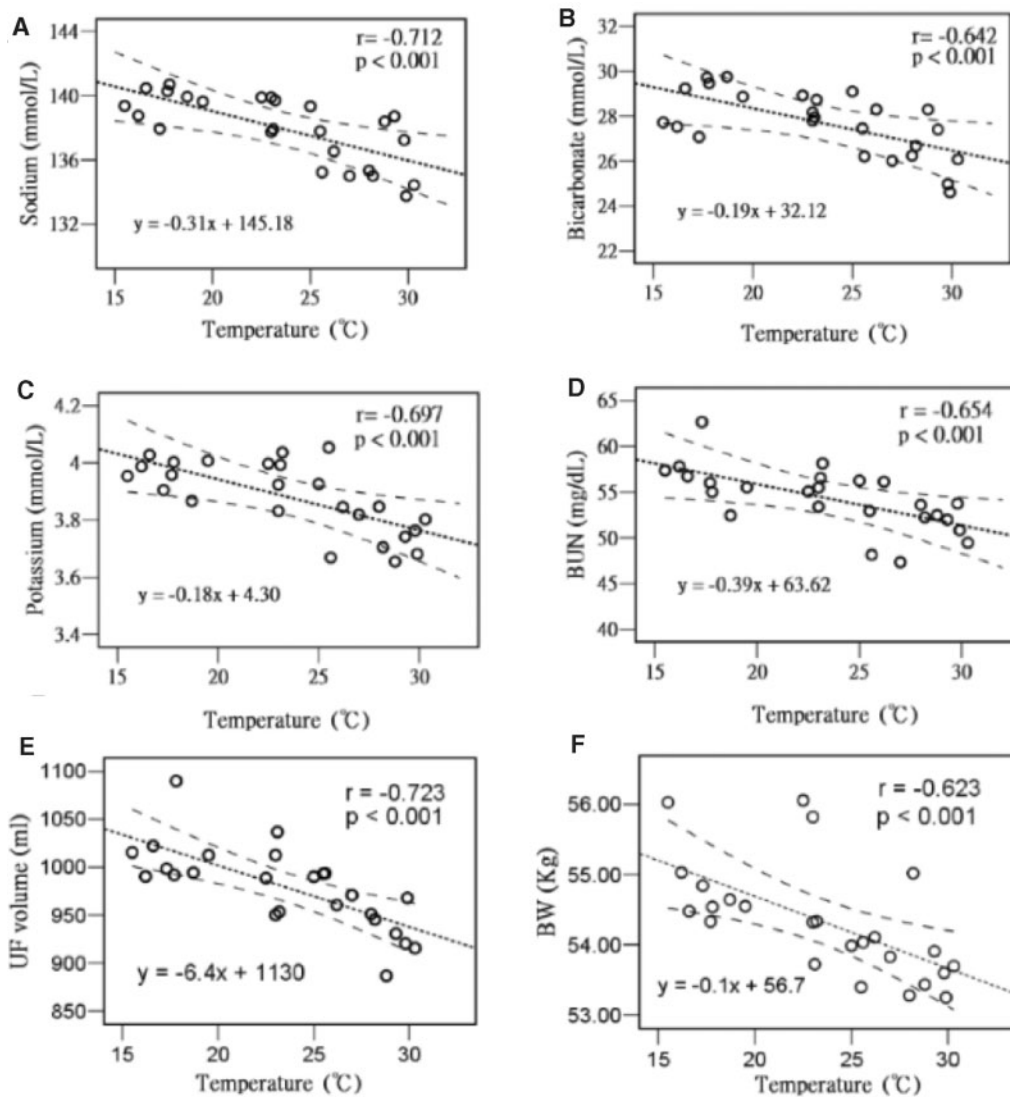 A
Sodium (mmol/L)
144
140
136
132
r= -0.712
p < 0.001
y = -0.31x + 145.18
15 20 25 30
Temperature (℃)
B
Bicarbonate (mmol/L)
32
30
28
26
24
22
r= -0.642
p < 0.001
y = -0.19x + 32.12
15 20 25 30
Temperature (℃)
C
Potassium (mmol/L)
4.2
4
3.8
3.6
3.4
r= -0.697
p < 0.001
y = -0.18x + 4.30
15 20 25 30
Temperature (℃)
D
BUN (mg/dL)
65
60
55
50
45
40
r = -0.654
p < 0.001
y = -0.39x + 63.62
15 20 25 30
Temperature (℃)
E
UF volume (ml)
1100
1050
1000
950
900
850
r = -0.723
p < 0.001
y = -6.4x + 1130
15 20 25 30
Temperature (℃)
F
BW (Kg)
56.00
55.00
54.00
53.00
r = -0.623
p < 0.001
y = -0.1x + 56.7
15 20 25 30
Temperature (℃)